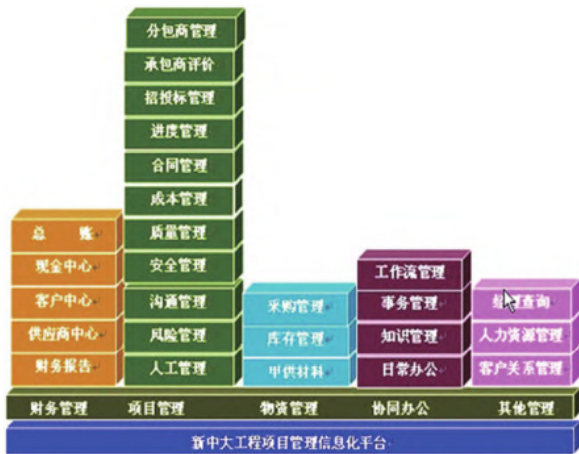 分包商管理
承包商评价
招投标管理
进度管理
合同管理
成本管理
质量管理
安全管理
沟通管理
风险管理
人工管理
总 账
现金中心
客户中心
供应商中心
财务报告
采购管理
库存管理
甲供材料
工作流管理
事务管理
知识管理
日常办公
查询
人力资源管理
客户关系管理
财务管理 项目管理 物资管理 协同办公 其他管理
新中大工程项目管理信息化平台